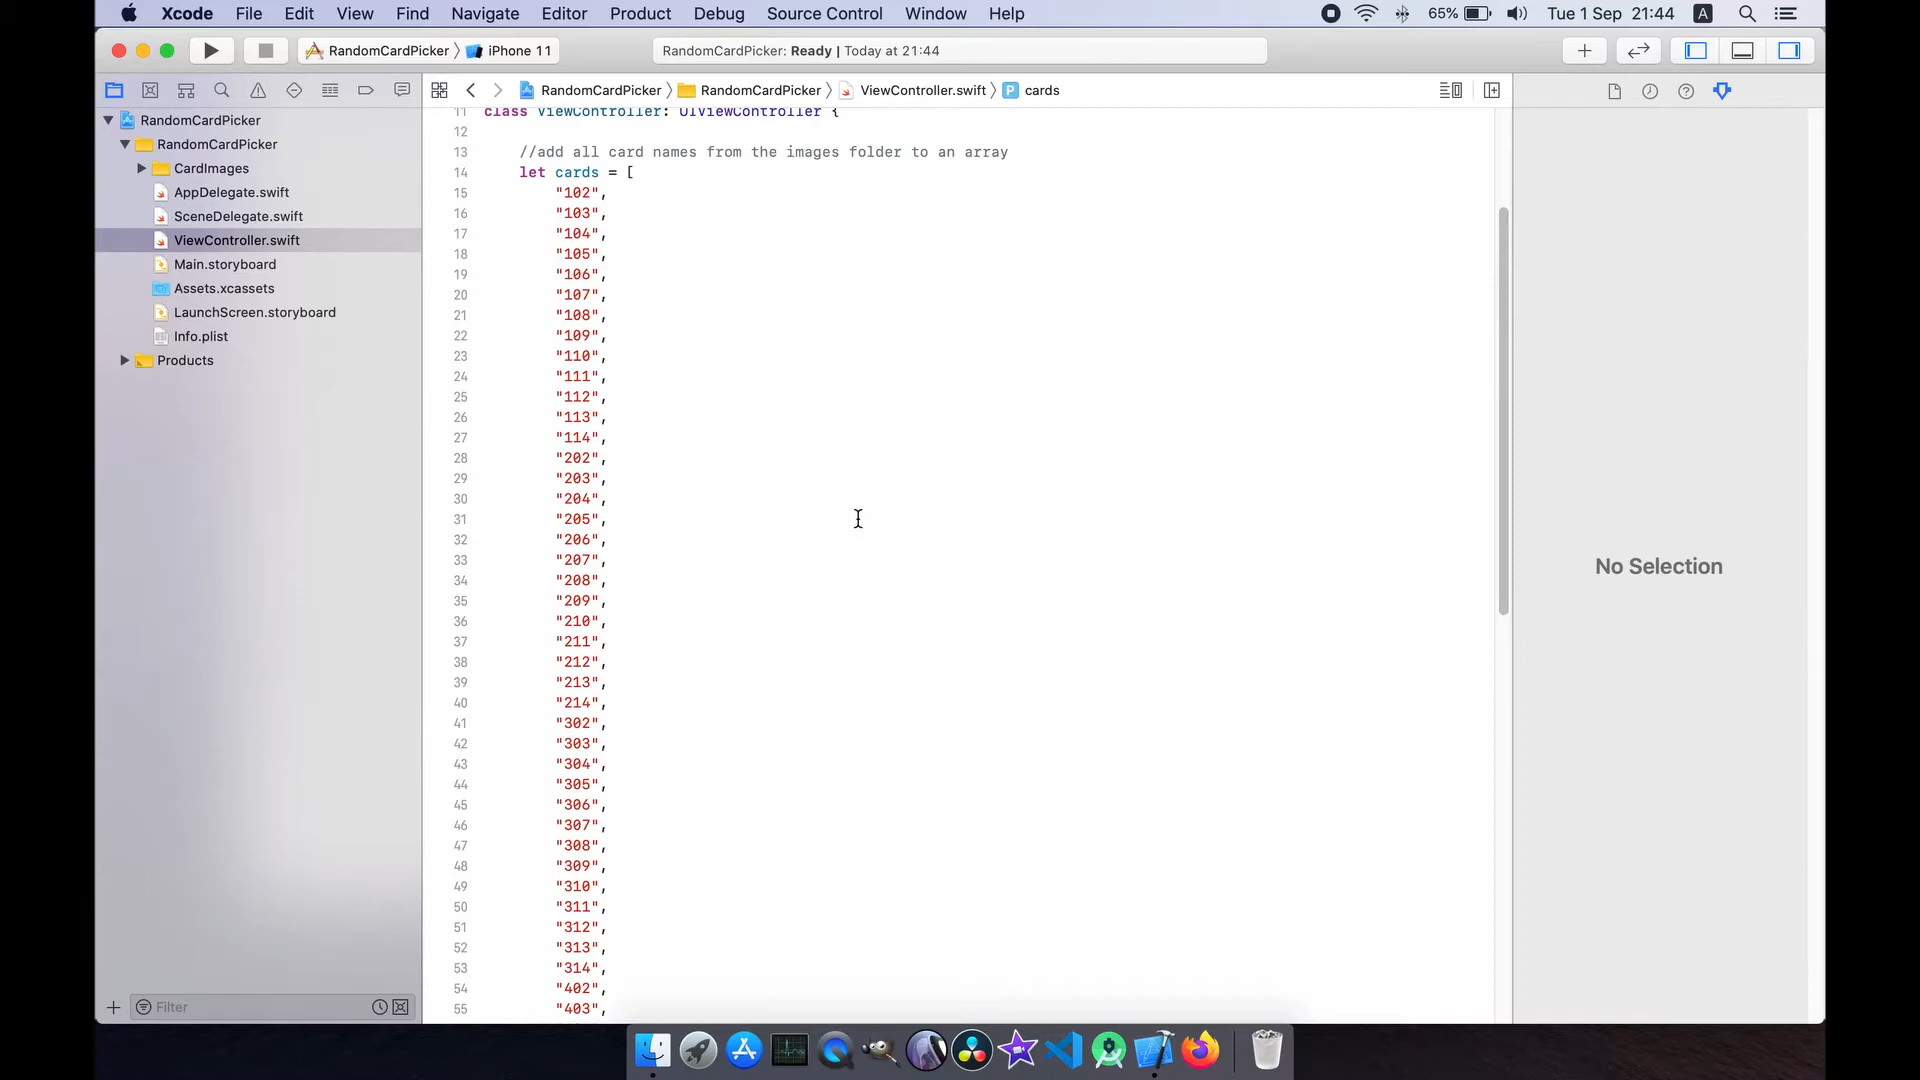 Xcode File Edit View Find Navigate Editor Product Debug Source Control Window Help 65% Tue 1 Sep 21:44 A
RandomCardPicker iPhone 11 RandomCardPicker: Ready | Today at 21:44
RandomCardPicker RandomCardPicker ViewController.swift P cards
RandomCardPicker
RandomCardPicker
CardImages
AppDelegate.swift
SceneDelegate.swift
ViewController.swift
Main.storyboard
Assets.xcassets
LaunchScreen.storyboard
Info.plist
Products
Filter
11 class ViewController: UIViewController {
12
13 //add all card names from the images folder to an array
14 let cards = [
15 "102",
16 "103",
17 "104",
18 "105",
19 "106",
20 "107",
21 "108",
22 "109",
23 "110",
24 "111",
25 "112",
26 "113",
27 "114",
28 "202",
29 "203",
30 "204",
31 "205",
32 "206",
33 "207",
34 "208",
35 "209",
36 "210",
37 "211",
38 "212",
39 "213",
40 "214",
41 "302",
42 "303",
43 "304",
44 "305",
45 "306",
46 "307",
47 "308",
48 "309",
49 "310",
50 "311",
51 "312",
52 "313",
53 "314",
54 "402",
55 "403",
No Selection